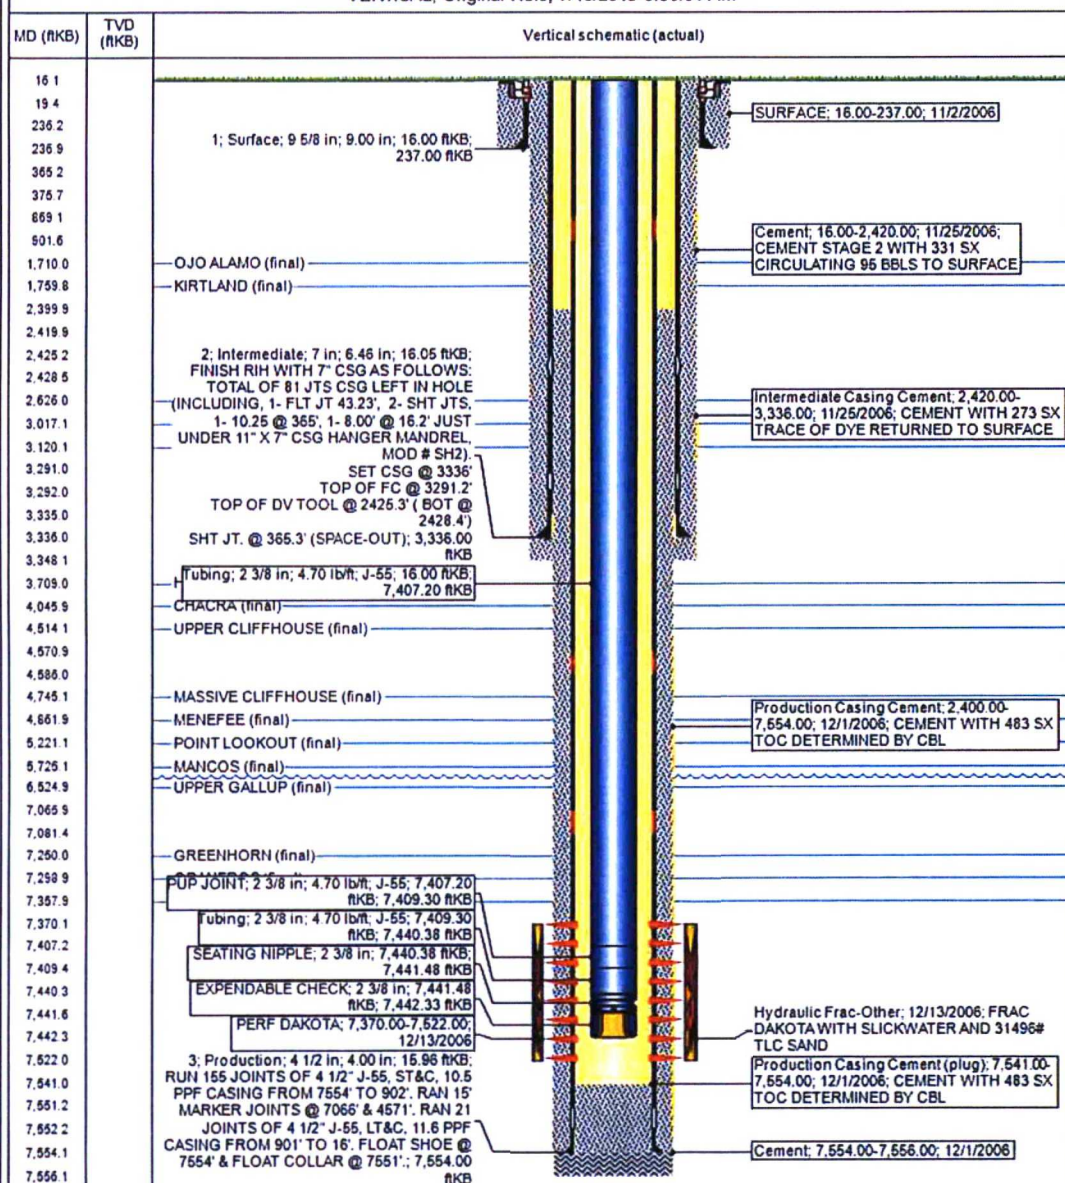 MD (ftKB)
TVD
(ftKB)
Vertical schematic (actual)
16.1
19.4
236.2
236.9
365.2
375.7
869.1
901.6
1,710.0
1,759.8
2,399.9
2,419.9
2,425.2
2,428.5
2,626.0
3,017.1
3,120.1
3,291.0
3,292.0
3,335.0
3,336.0
3,348.1
3,709.0
4,045.9
4,514.1
4,570.9
4,586.0
4,745.1
4,861.9
5,221.1
5,725.1
6,524.9
7,065.9
7,081.4
7,250.0
7,298.9
7,357.9
7,370.1
7,407.2
7,409.4
7,440.3
7,441.6
7,442.3
7,522.0
7,541.0
7,551.2
7,552.2
7,554.1
7,556.1
1; Surface; 9 5/8 in; 9.00 in; 16.00 ftKB;
237.00 ftKB
OJO ALAMO (final)
KIRTLAND (final)
2; Intermediate; 7 in; 6.46 in; 16.05 ftKB;
FINISH RIH WITH 7" CSG AS FOLLOWS:
TOTAL OF 81 JTS CSG LEFT IN HOLE
(INCLUDING, 1- FLT JT 43.23', 2- SHT JTS,
1- 10.25 @ 365', 1- 8.00' @ 16.2' JUST
UNDER 11" X 7" CSG HANGER MANDREL,
MOD # SH2).
SET CSG @ 3336'
TOP OF FC @ 3291.2'
TOP OF DV TOOL @ 2425.3' ( BOT @
2428.4')
SHT JT. @ 365.3' (SPACE-OUT); 3,336.00
ftKB
Tubing; 2 3/8 in; 4.70 lb/ft; J-55; 16.00 ftKB;
7,407.20 ftKB
CHACRA (final)
UPPER CLIFFHOUSE (final)
MASSIVE CLIFFHOUSE (final)
MENEFEE (final)
POINT LOOKOUT (final)
MANCOS (final)
UPPER GALLUP (final)
GREENHORN (final)
PUP JOINT; 2 3/8 in; 4.70 lb/ft; J-55; 7,407.20
ftKB; 7,409.30 ftKB
Tubing; 2 3/8 in; 4.70 lb/ft; J-55; 7,409.30
ftKB; 7,440.38 ftKB
SEATING NIPPLE; 2 3/8 in; 7,440.38 ftKB;
7,441.48 ftKB
EXPENDABLE CHECK; 2 3/8 in; 7,441.48
ftKB; 7,442.33 ftKB
PERF DAKOTA; 7,370.00-7,522.00;
12/13/2006
3; Production; 4 1/2 in; 4.00 in; 15.96 ftKB;
RUN 155 JOINTS OF 4 1/2" J-55, ST&C, 10.5
PPF CASING FROM 7554' TO 902'. RAN 15'
MARKER JOINTS @ 7066' & 4571'. RAN 21
JOINTS OF 4 1/2" J-55, LT&C, 11.6 PPF
CASING FROM 901' TO 16'. FLOAT SHOE @
7554' & FLOAT COLLAR @ 7551'.; 7,554.00
ftKB
SURFACE; 16.00-237.00; 11/2/2006
Cement; 16.00-2,420.00; 11/25/2006;
CEMENT STAGE 2 WITH 331 SX
CIRCULATING 95 BBLS TO SURFACE
Intermediate Casing Cement; 2,420.00-
3,336.00; 11/25/2006; CEMENT WITH 273 SX
TRACE OF DYE RETURNED TO SURFACE
Production Casing Cement; 2,400.00-
7,554.00; 12/1/2006; CEMENT WITH 483 SX
TOC DETERMINED BY CBL
Hydraulic Frac-Other; 12/13/2006; FRAC
DAKOTA WITH SLICKWATER AND 31496#
TLC SAND
Production Casing Cement (plug); 7,541.00-
7,554.00; 12/1/2006; CEMENT WITH 483 SX
TOC DETERMINED BY CBL
Cement; 7,554.00-7,556.00; 12/1/2006